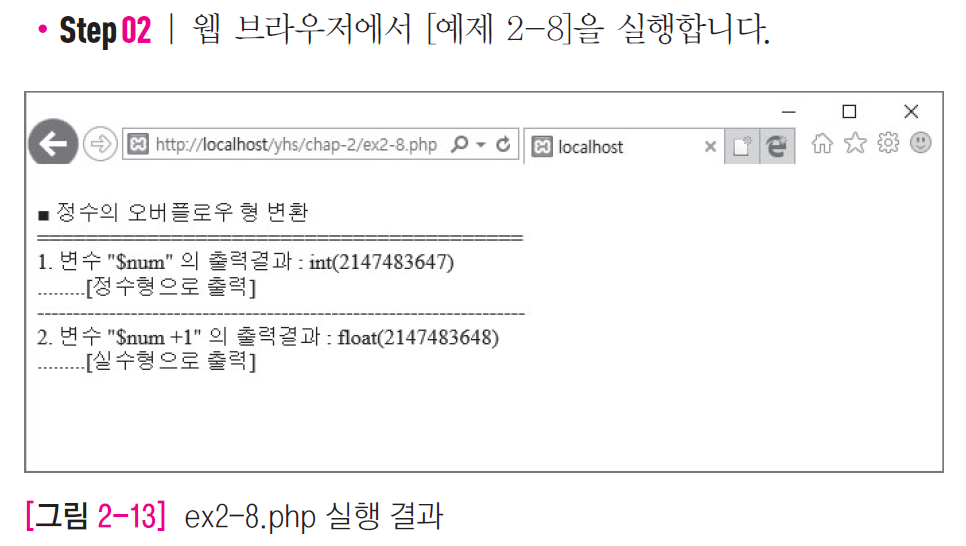 • Step 02 | 웹 브라우저에서 [예제 2-8]을 실행합니다.
http://localhost/yhs/chap-2/ex2-8.php
localhost
■ 정수의 오버플로우 형 변환
========================================
1. 변수 "$num" 의 출력결과 : int(2147483647)
.........[정수형으로 출력]
--------------------------------------------------------------------------------
2. 변수 "$num +1" 의 출력결과 : float(2147483648)
.........[실수형으로 출력]
[그림 2-13] ex2-8.php 실행 결과